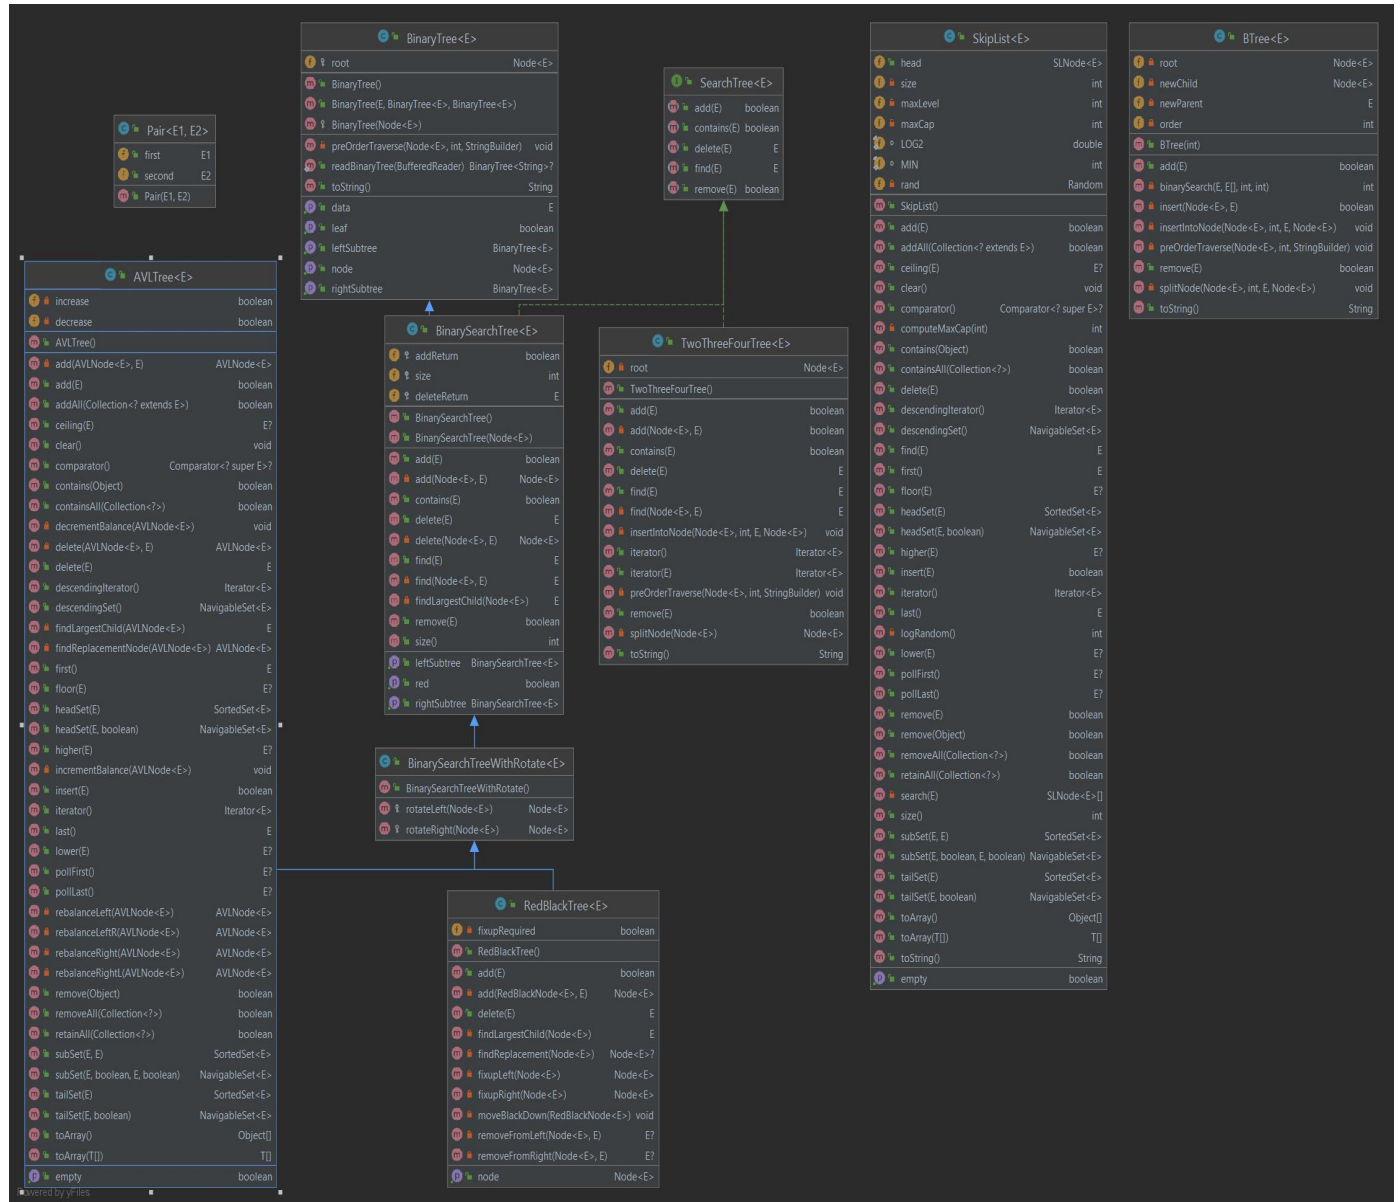 Pair<E1, E2>
first E1
second E2
Pair(E1, E2)
AVLTree<E>
increase boolean
decrease boolean
AVLTree()
add(AVLNode<E>, E) AVLNode<E>
add(E) boolean
addAll(Collection<? extends E>) boolean
ceiling(E) E?
clear() void
comparator() Comparator<? super E>?
contains(Object) boolean
containsAll(Collection<?>) boolean
decrementBalance(AVLNode<E>) void
delete(AVLNode<E>, E) AVLNode<E>
delete(E) E
descendingIterator() Iterator<E>
descendingSet() NavigableSet<E>
findLargestChild(AVLNode<E>) E
findReplacementNode(AVLNode<E>) AVLNode<E>
first() E
floor(E) E?
headSet(E) SortedSet<E>
headSet(E, boolean) NavigableSet<E>
higher(E) E?
incrementBalance(AVLNode<E>) void
insert(E) boolean
iterator() Iterator<E>
last() E
lower(E) E?
pollFirst() E?
pollLast() E?
rebalanceLeft(AVLNode<E>) AVLNode<E>
rebalanceLeftR(AVLNode<E>) AVLNode<E>
rebalanceRight(AVLNode<E>) AVLNode<E>
rebalanceRightL(AVLNode<E>) AVLNode<E>
remove(Object) boolean
removeAll(Collection<?>) boolean
retainAll(Collection<?>) boolean
subSet(E, E) SortedSet<E>
subSet(E, boolean, E, boolean) NavigableSet<E>
tailSet(E) SortedSet<E>
tailSet(E, boolean) NavigableSet<E>
toArray() Object[]
toArray(T[]) T[]
empty boolean
Powered by yFiles
BinaryTree<E>
root Node<E>
BinaryTree()
BinaryTree(E, BinaryTree<E>, BinaryTree<E>)
BinaryTree(Node<E>)
preOrderTraverse(Node<E>, int, StringBuilder) void
readBinaryTree(BufferedReader) BinaryTree<String>?
toString() String
data E
leaf boolean
leftSubtree BinaryTree<E>
node Node<E>
rightSubtree BinaryTree<E>
BinarySearchTree<E>
addReturn boolean
size int
deleteReturn E
BinarySearchTree()
BinarySearchTree(Node<E>)
add(E) boolean
add(Node<E>, E) Node<E>
contains(E) boolean
delete(E) E
delete(Node<E>, E) Node<E>
find(E) E
find(Node<E>, E) E
findLargestChild(Node<E>) E
remove(E) boolean
size() int
leftSubtree BinarySearchTree<E>
red boolean
rightSubtree BinarySearchTree<E>
BinarySearchTreeWithRotate<E>
BinarySearchTreeWithRotate()
rotateLeft(Node<E>) Node<E>
rotateRight(Node<E>) Node<E>
RedBlackTree<E>
fixupRequired boolean
RedBlackTree()
add(E) boolean
add(RedBlackNode<E>, E) Node<E>
delete(E) E
findLargestChild(Node<E>) E
findReplacement(Node<E>) Node<E>?
fixupLeft(Node<E>) Node<E>
fixupRight(Node<E>) Node<E>
moveBlackDown(RedBlackNode<E>) void
removeFromLeft(Node<E>, E) E?
removeFromRight(Node<E>, E) E?
node Node<E>
SearchTree<E>
add(E) boolean
contains(E) boolean
delete(E) E
find(E) E
remove(E) boolean
TwoThreeFourTree<E>
root Node<E>
TwoThreeFourTree()
add(E) boolean
add(Node<E>, E) boolean
contains(E) boolean
delete(E) E
find(E) E
find(Node<E>, E) E
insertIntoNode(Node<E>, int, E, Node<E>) void
iterator() Iterator<E>
iterator(E) Iterator<E>
preOrderTraverse(Node<E>, int, StringBuilder) void
remove(E) boolean
splitNode(Node<E>) Node<E>
toString() String
SkipList<E>
head SLNode<E>
size int
maxLevel int
maxCap int
LOG2 double
MIN int
rand Random
SkipList()
add(E) boolean
addAll(Collection<? extends E>) boolean
ceiling(E) E?
clear() void
comparator() Comparator<? super E>?
computeMaxCap(int) int
contains(Object) boolean
containsAll(Collection<?>) boolean
delete(E) boolean
descendingIterator() Iterator<E>
descendingSet() NavigableSet<E>
find(E) E
first() E
floor(E) E?
headSet(E) SortedSet<E>
headSet(E, boolean) NavigableSet<E>
higher(E) E?
insert(E) boolean
iterator() Iterator<E>
last() E
logRandom() int
lower(E) E?
pollFirst() E?
pollLast() E?
remove(E) boolean
remove(Object) boolean
removeAll(Collection<?>) boolean
retainAll(Collection<?>) boolean
search(E) SLNode<E>[]
size() int
subSet(E, E) SortedSet<E>
subSet(E, boolean, E, boolean) NavigableSet<E>
tailSet(E) SortedSet<E>
tailSet(E, boolean) NavigableSet<E>
toArray() Object[]
toArray(T[]) T[]
toString() String
empty boolean
BTree<E>
root Node<E>
newChild Node<E>
newParent E
order int
BTree(int)
add(E) boolean
binarySearch(E, E[], int, int) int
insert(Node<E>, E) boolean
insertIntoNode(Node<E>, int, E, Node<E>) void
preOrderTraverse(Node<E>, int, StringBuilder) void
remove(E) boolean
splitNode(Node<E>, int, E, Node<E>) void
toString() String